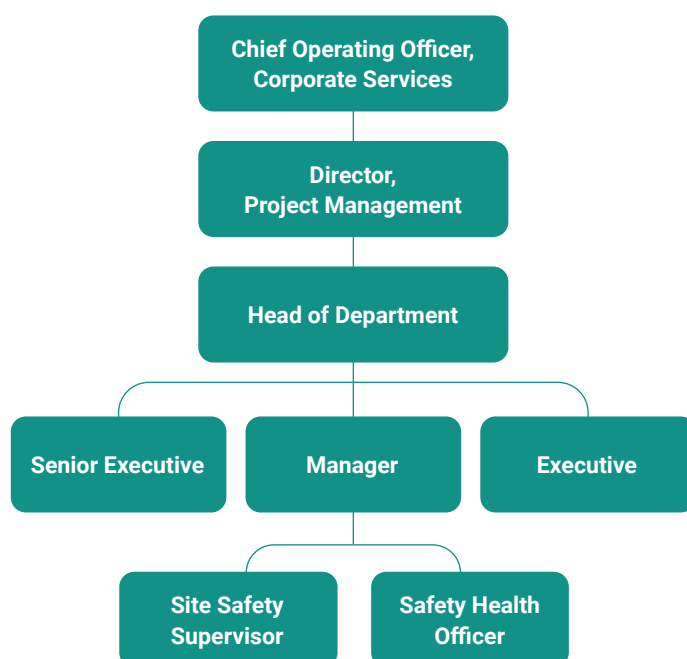 Chief Operating Officer,
Corporate Services
Director,
Project Management
Head of Department
Senior Executive
Manager
Executive
Site Safety
Supervisor
Safety Health
Officer